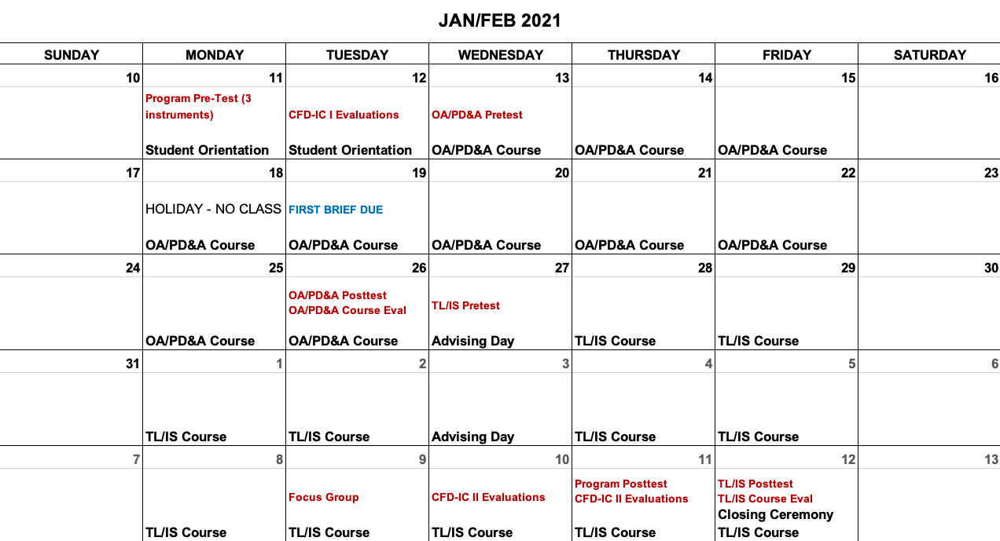 JAN/FEB 2021
SUNDAY MONDAY TUESDAY WEDNESDAY THURSDAY FRIDAY SATURDAY
10 11 12 13 14 15 16
Program Pre-Test (3
instruments) CFD-IC I Evaluations OA/PD&A Pretest
Student Orientation Student Orientation OA/PD&A Course OA/PD&A Course OA/PD&A Course
17 18 19 20 21 22 23
HOLIDAY - NO CLASS FIRST BRIEF DUE
OA/PD&A Course OA/PD&A Course OA/PD&A Course OA/PD&A Course OA/PD&A Course
24 25 26 27 28 29 30
OA/PD&A Posttest
OA/PD&A Course Eval TL/IS Pretest
OA/PD&A Course OA/PD&A Course Advising Day TL/IS Course TL/IS Course
31 1 2 3 4 5 6
TL/IS Course TL/IS Course Advising Day TL/IS Course TL/IS Course
7 8 9 10 11 12 13
Program Posttest TL/IS Posttest
Focus Group CFD-IC II Evaluations CFD-IC II Evaluations TL/IS Course Eval
Closing Ceremony
TL/IS Course TL/IS Course TL/IS Course TL/IS Course TL/IS Course